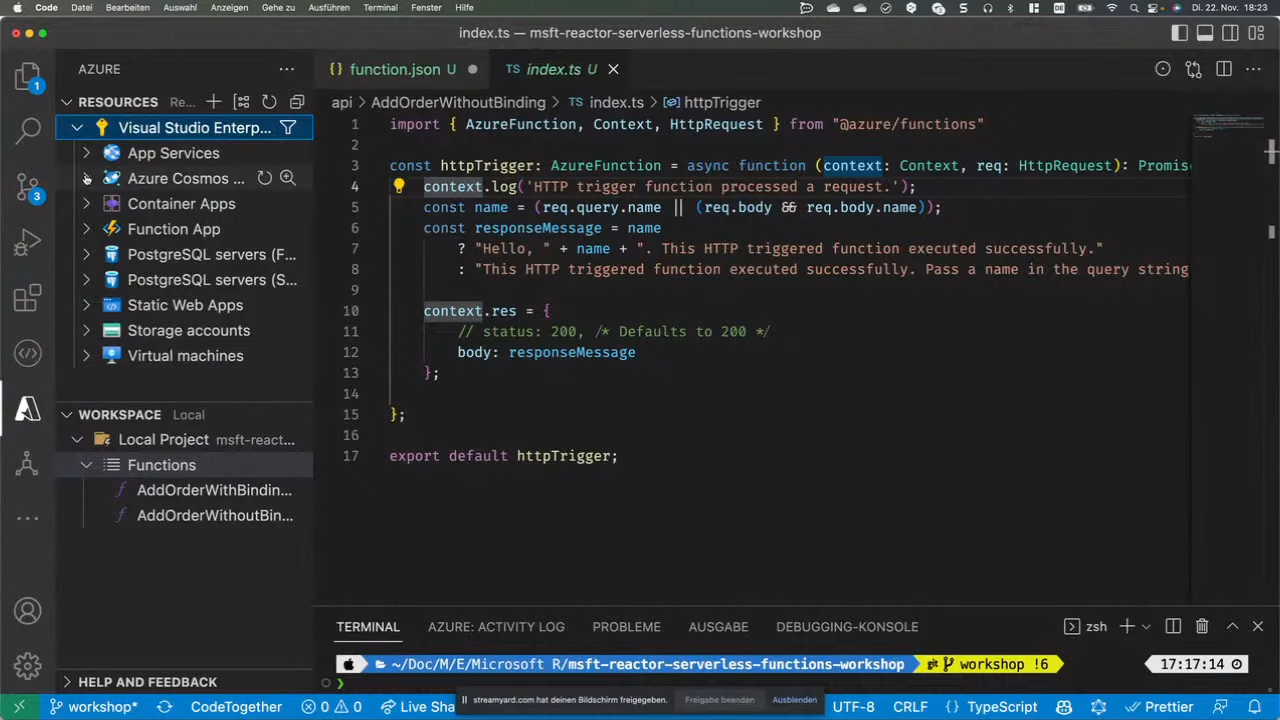 Code Datei Bearbeiten Auswahl Anzeigen Gehe zu Ausführen Terminal Fenster Hilfe DE Di. 22. Nov. 18:23
index.ts — msft-reactor-serverless-functions-workshop
AZURE
function.json U
TS index.ts U
RESOURCES Re...
api AddOrderWithoutBinding TS index.ts httpTrigger
Visual Studio Enterp...
App Services
Azure Cosmos ...
Container Apps
Function App
PostgreSQL servers (F...
PostgreSQL servers (S...
Static Web Apps
Storage accounts
Virtual machines
WORKSPACE Local
Local Project msft-react...
Functions
AddOrderWithBindin...
AddOrderWithoutBin...
HELP AND FEEDBACK
1
3
1 import { AzureFunction, Context, HttpRequest } from "@azure/functions"
2
3 const httpTrigger: AzureFunction = async function (context: Context, req: HttpRequest): Promis
4 context.log('HTTP trigger function processed a request.');
5 const name = (req.query.name || (req.body && req.body.name));
6 const responseMessage = name
7 ? "Hello, " + name + ". This HTTP triggered function executed successfully."
8 : "This HTTP triggered function executed successfully. Pass a name in the query string
9
10 context.res = {
11 // status: 200, /* Defaults to 200 */
12 body: responseMessage
13 };
14
15 };
16
17 export default httpTrigger;
TERMINAL AZURE: ACTIVITY LOG PROBLEME AUSGABE DEBUGGING-KONSOLE zsh
~/Doc/M/E/Microsoft R/msft-reactor-serverless-functions-workshop git workshop !6 17:17:14
streamyard.com hat deinen Bildschirm freigegeben. Freigabe beenden Ausblenden
workshop* CodeTogether 0 0 Live Sha UTF-8 CRLF {} TypeScript Prettier